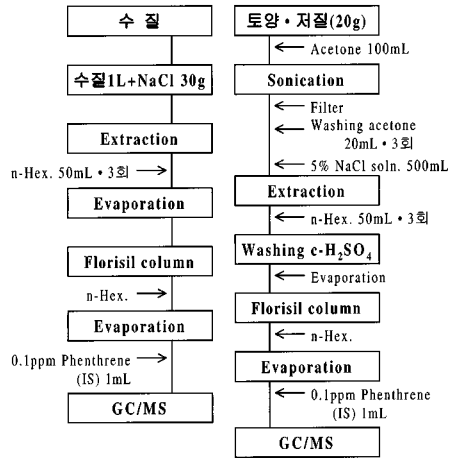 수 질
수질1L+NaCl 30g
Extraction
n-Hex. 50mL • 3회
Evaporation
Florisil column
n-Hex.
Evaporation
0.1ppm Phenthrene
(IS) 1mL
GC/MS
토양 • 저질(20g)
Acetone 100mL
Sonication
Filter
Washing acetone
20mL • 3회
5% NaCl soln. 500mL
Extraction
n-Hex. 50mL • 3회
Washing c-H₂SO₄
Evaporation
Florisil column
n-Hex.
Evaporation
0.1ppm Phenthrene
(IS) 1mL
GC/MS